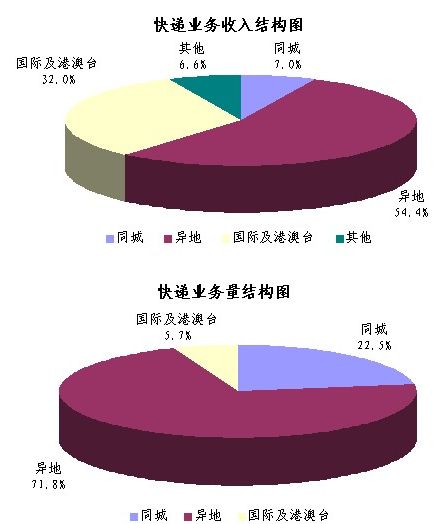 快递业务收入结构图
其他
6.6%
同城
7.0%
国际及港澳台
32.0%
异地
54.4%
同城 异地 国际及港澳台 其他
快递业务量结构图
国际及港澳台
5.7%
同城
22.5%
异地
71.8%
同城 异地 国际及港澳台